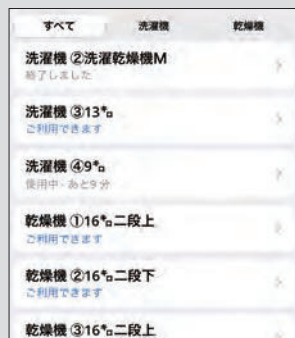 すべて 洗濯機 乾燥機
洗濯機 ②洗濯乾燥機M
終了しました
洗濯機 ③13㌔
ご利用できます
洗濯機 ④9㌔
使用中・あと9分
乾燥機 ①16㌔二段上
ご利用できます
乾燥機 ②16㌔二段下
ご利用できます
乾燥機 ③16㌔二段上